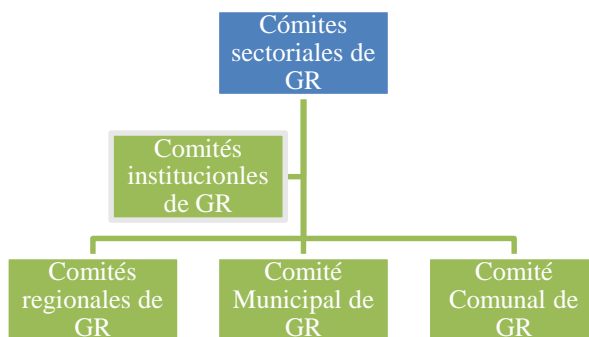 Cómites
sectoriales de
GR
Comités
institucionles
de GR
Comités
regionales de
GR
Comité
Municipal de
GR
Comité
Comunal de
GR